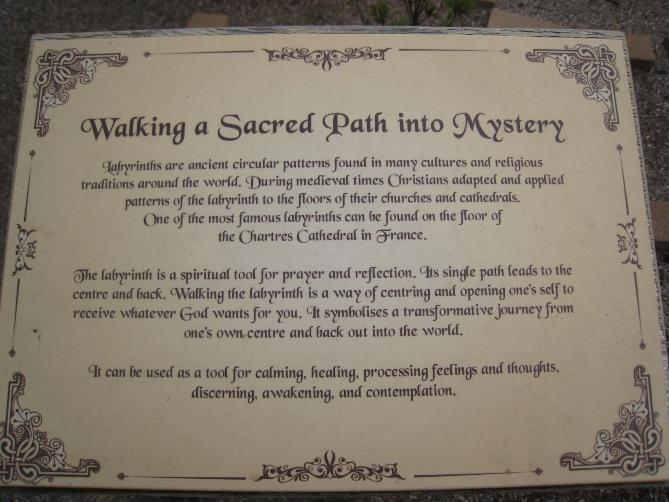 Walking a Sacred Path into Mystery
Labyrinths are ancient circular patterns found in many cultures and religious
traditions around the world. During medieval times Christians adapted and applied
patterns of the labyrinth to the floors of their churches and cathedrals.
One of the most famous labyrinths can be found on the floor of
the Chartres Cathedral in France.
The labyrinth is a spiritual tool for prayer and reflection. Its single path leads to the
centre and back. Walking the labyrinth is a way of centring and opening one's self to
receive whatever God wants for you. It symbolises a transformative journey from
one's own centre and back out into the world.
It can be used as a tool for calming, healing, processing feelings and thoughts,
discerning, awakening, and contemplation.